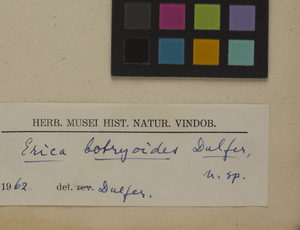 HERB. MUSEI HIST. NATUR. VINDOB.
Erica botryoides Dulfer,
n. sp.
1962 det. rev. Dulfer.